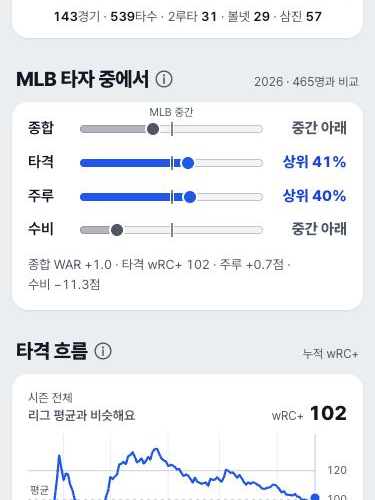 143경기 · 539타수 · 2루타 31 · 볼넷 29 · 삼진 57
MLB 타자 중에서 ⓘ
2026 · 465명과 비교
MLB 중간
종합 중간 아래
타격 상위 41%
주루 상위 40%
수비 중간 아래
종합 WAR +1.0 · 타격 wRC+ 102 · 주루 +0.7점 ·
수비 −11.3점
타격 흐름 ⓘ
누적 wRC+
시즌 전체
리그 평균과 비슷해요
wRC+ 102
120
평균
100